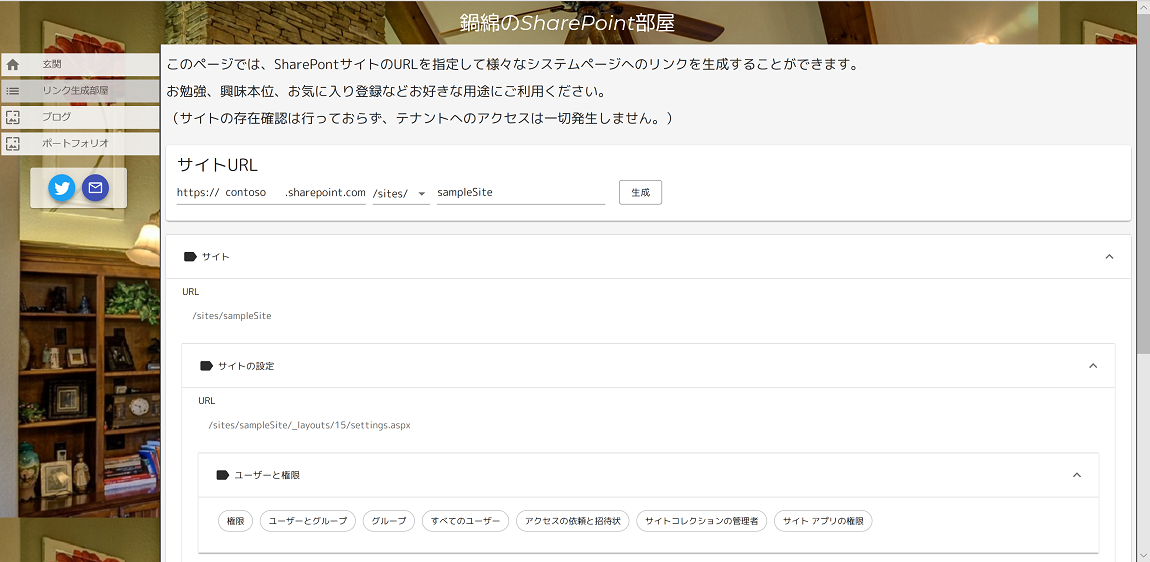 鍋綿のSharePoint部屋
玄関
リンク生成部屋
ブログ
ポートフォリオ
このページでは、SharePontサイトのURLを指定して様々なシステムページへのリンクを生成することができます。
お勉強、興味本位、お気に入り登録などお好きな用途にご利用ください。
（サイトの存在確認は行っておらず、テナントへのアクセスは一切発生しません。）
サイトURL
https:// contoso .sharepoint.com /sites/ sampleSite 生成
サイト
URL
/sites/sampleSite
サイトの設定
URL
/sites/sampleSite/_layouts/15/settings.aspx
ユーザーと権限
権限 ユーザーとグループ グループ すべてのユーザー アクセスの依頼と招待状 サイトコレクションの管理者 サイト アプリの権限